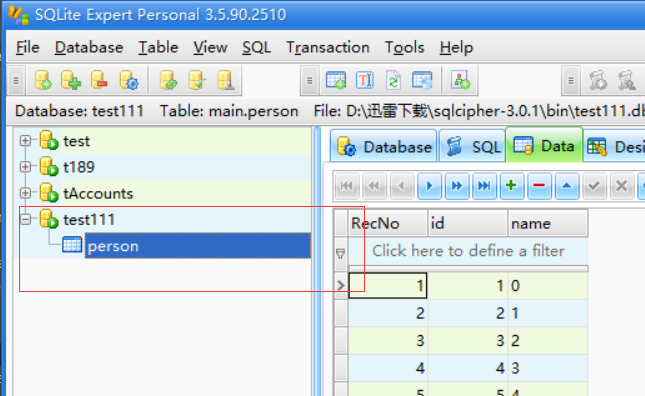 SQLite Expert Personal 3.5.90.2510
File Database Table View SQL Transaction Tools Help
Database: test111 Table: main.person File: D:\迅雷下载\sqlcipher-3.0.1\bin\test111.db
test
t189
tAccounts
test111
person
Database SQL Data Desi
RecNo id name
Click here to define a filter
1 1 0
2 2 1
3 3 2
4 4 3
5 5 4